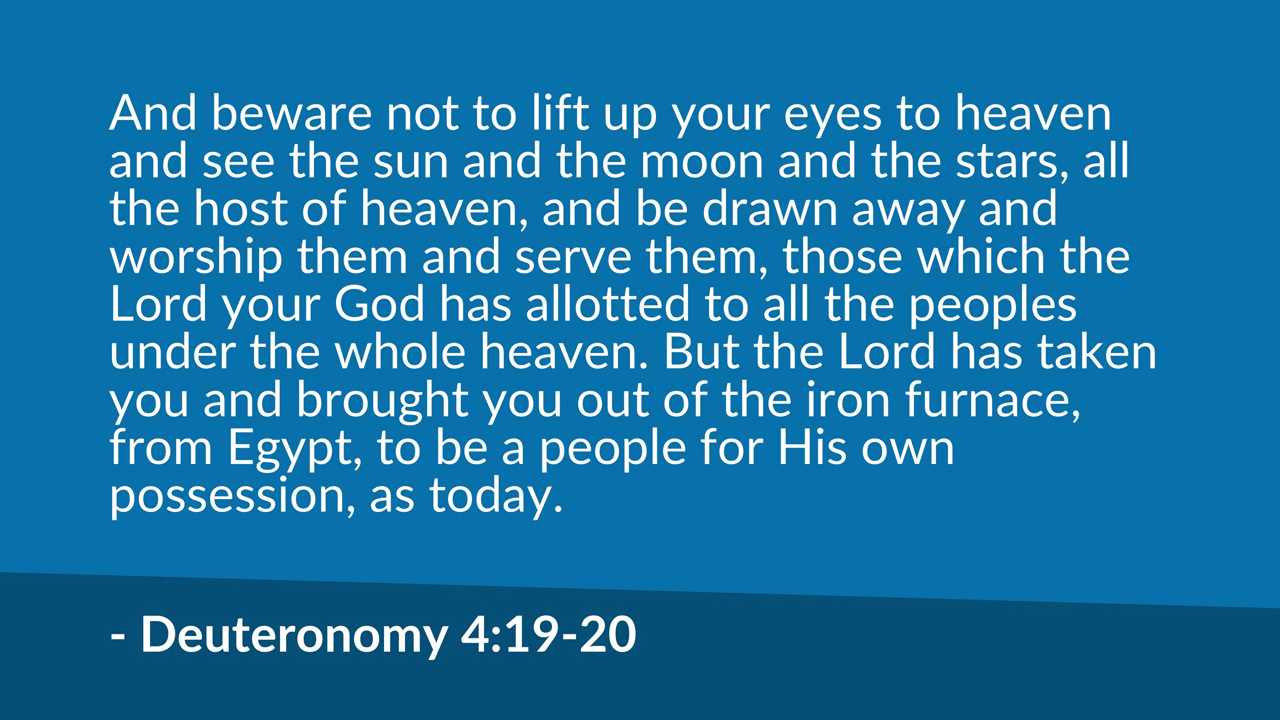 And beware not to lift up your eyes to heaven
and see the sun and the moon and the stars, all
the host of heaven, and be drawn away and
worship them and serve them, those which the
Lord your God has allotted to all the peoples
under the whole heaven. But the Lord has taken
you and brought you out of the iron furnace,
from Egypt, to be a people for His own
possession, as today.
- Deuteronomy 4:19-20